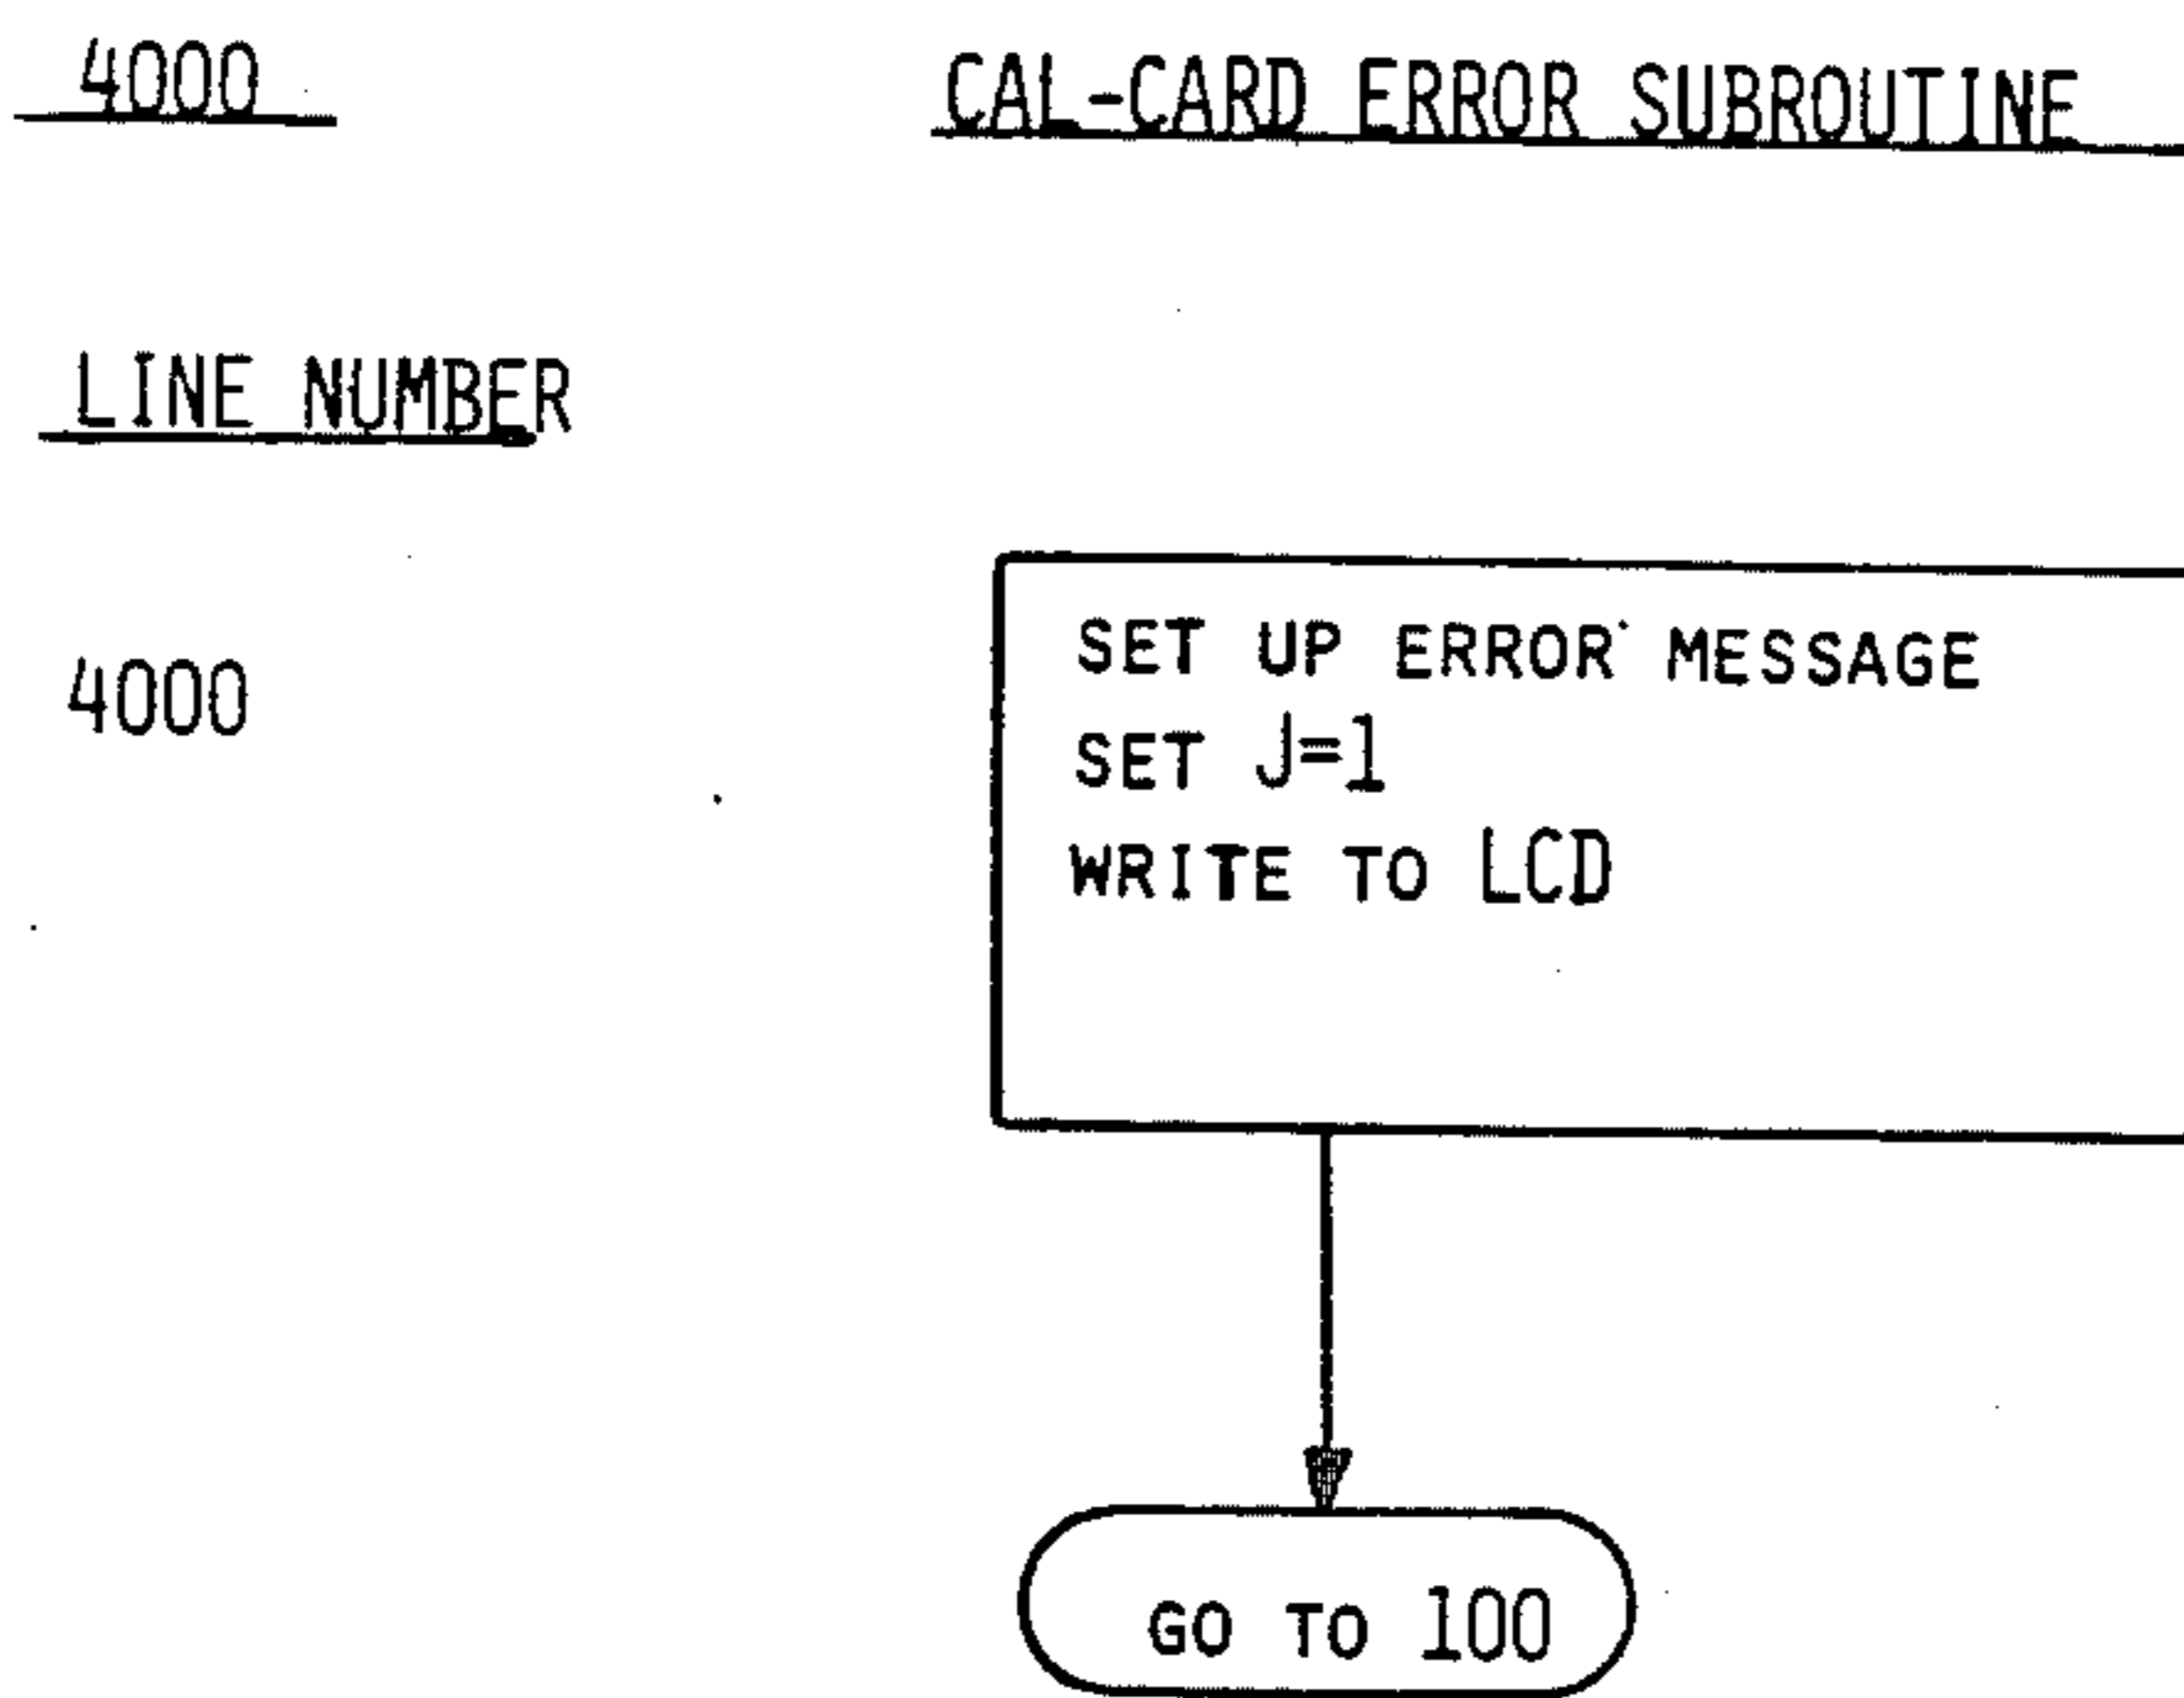 4000 CAL-CARD ERROR SUBROUTINE
LINE NUMBER
4000
SET UP ERROR MESSAGE
SET J=1
WRITE TO LCD
GO TO 100